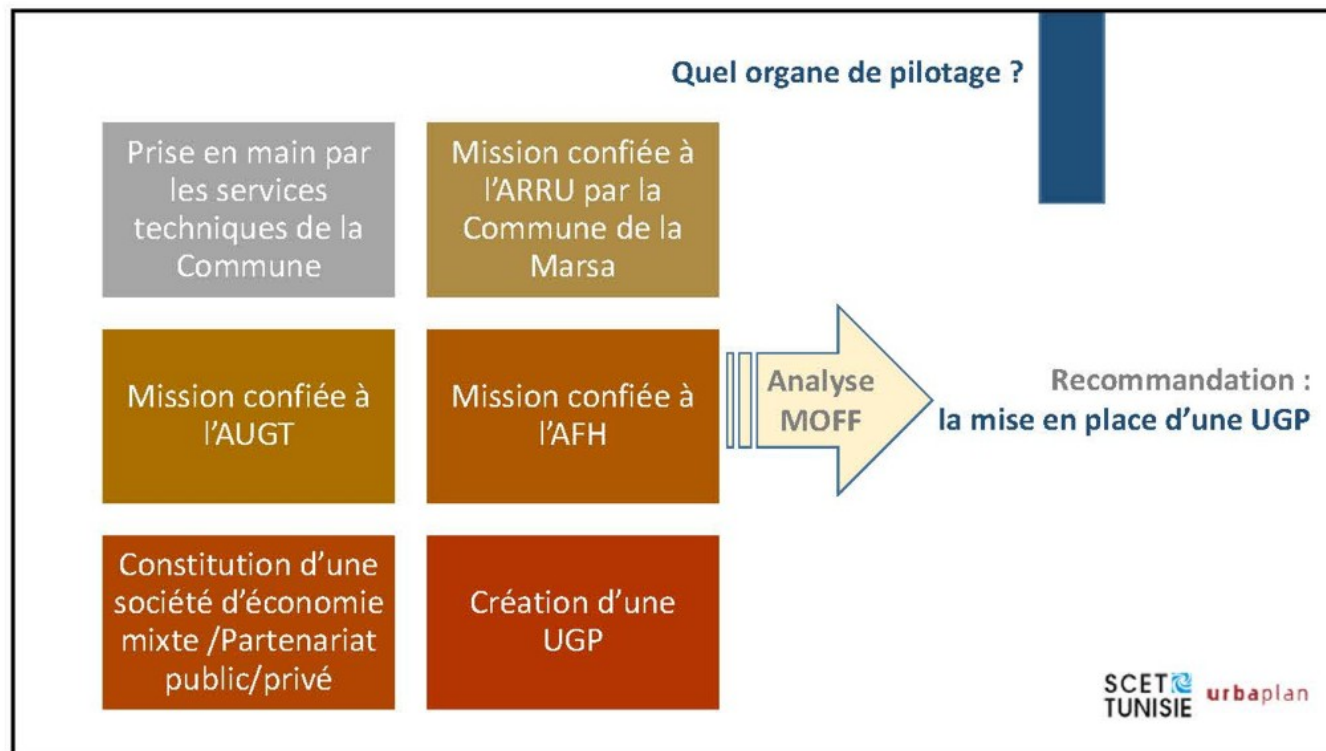 Quel organe de pilotage ?
Prise en main par
les services
techniques de la
Commune
Mission confiée à
l'ARRU par la
Commune de la
Marsa
Mission confiée à
l'AUGT
Mission confiée à
l'AFH
Constitution d'une
société d'économie
mixte /Partenariat
public/privé
Création d'une
UGP
Analyse
MOFF
Recommandation :
la mise en place d'une UGP
SCET
TUNISIE
urbaplan